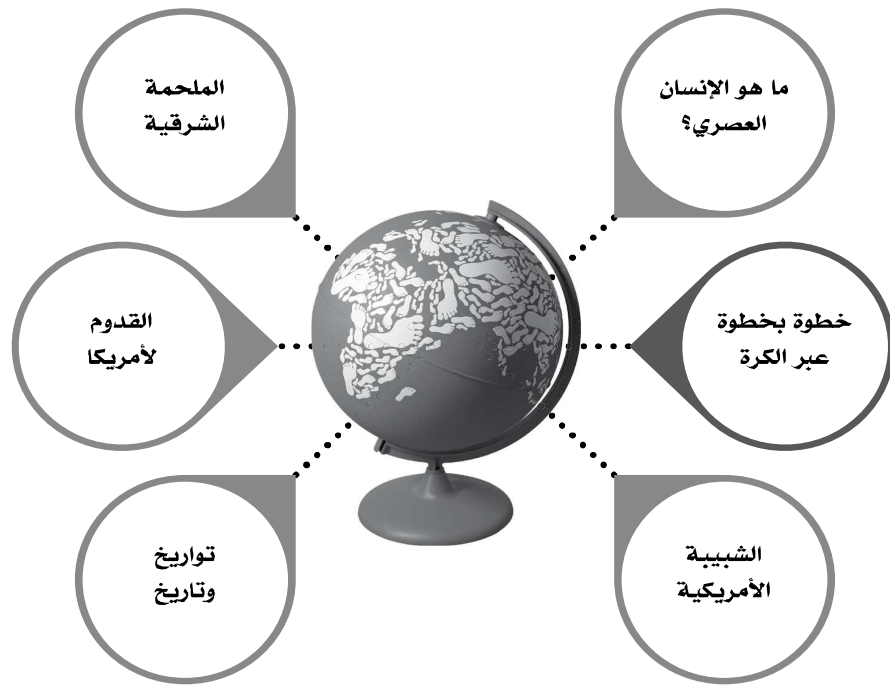 ما هو الإنسان
العصري؟
خطوة بخطوة
عبر الكرة
الشبيبة
الأمريكية
الملحمة
الشرقية
القدوم
لأمريكا
تواريخ
وتاريخ